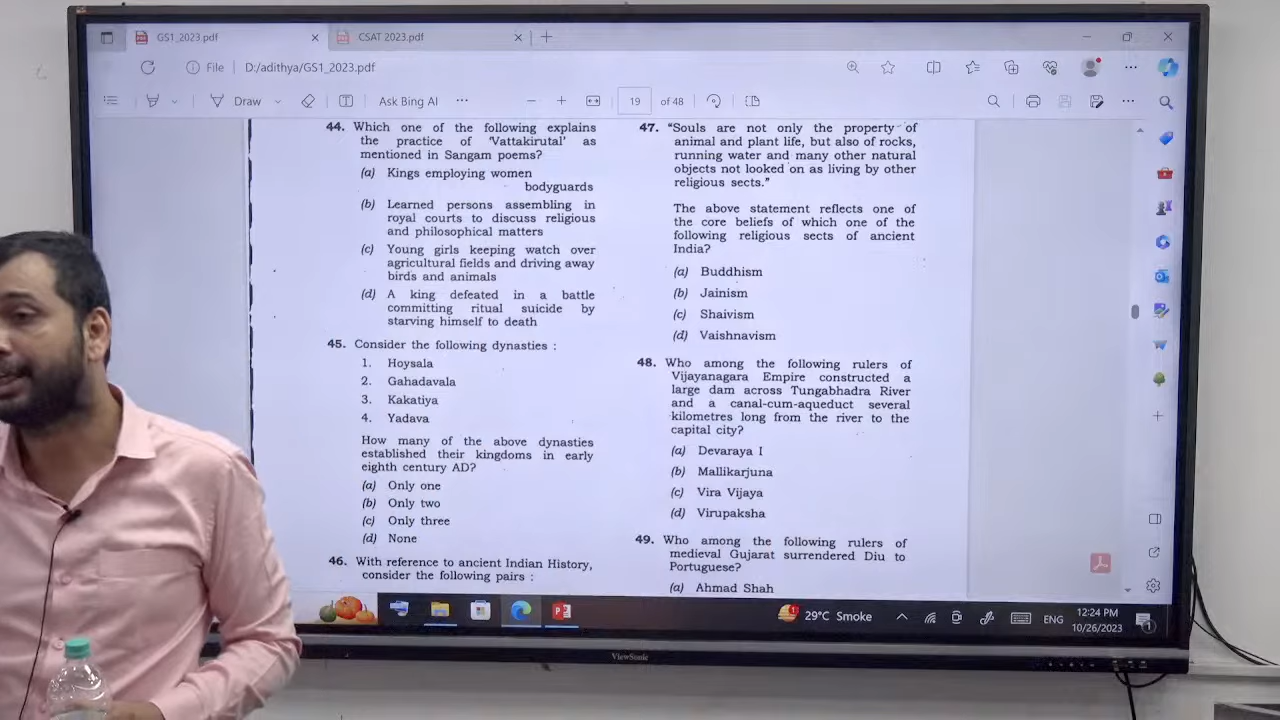 GS1_2023.pdf
CSAT 2023.pdf
File
D:/adithya/GS1_2023.pdf
Draw
Ask Bing AI
19
of 48
44. Which one of the following explains
the practice of 'Vattakirutal' as
mentioned in Sangam poems?
(a) Kings employing women
bodyguards
(b) Learned persons assembling in
royal courts to discuss religious
and philosophical matters
(c) Young girls keeping watch over
agricultural fields and driving away
birds and animals
(d) A king defeated in a battle
committing ritual suicide by
starving himself to death
45. Consider the following dynasties :
1. Hoysala
2. Gahadavala
3. Kakatiya
4. Yadava
How many of the above dynasties
established their kingdoms in early
eighth century AD?
(a) Only one
(b) Only two
(c) Only three
(d) None
46. With reference to ancient Indian History,
consider the following pairs :
47. "Souls are not only the property of
animal and plant life, but also of rocks,
running water and many other natural
objects not looked on as living by other
religious sects."
The above statement reflects one of
the core beliefs of which one of the
following religious sects of ancient
India?
(a) Buddhism
(b) Jainism
(c) Shaivism
(d) Vaishnavism
48. Who among the following rulers of
Vijayanagara Empire constructed a
large dam across Tungabhadra River
and a canal-cum-aqueduct several
kilometres long from the river to the
capital city?
(a) Devaraya I
(b) Mallikarjuna
(c) Vira Vijaya
(d) Virupaksha
49. Who among the following rulers of
medieval Gujarat surrendered Diu to
Portuguese?
(a) Ahmad Shah
29°C Smoke
ENG
12:24 PM
10/26/2023
ViewSonic